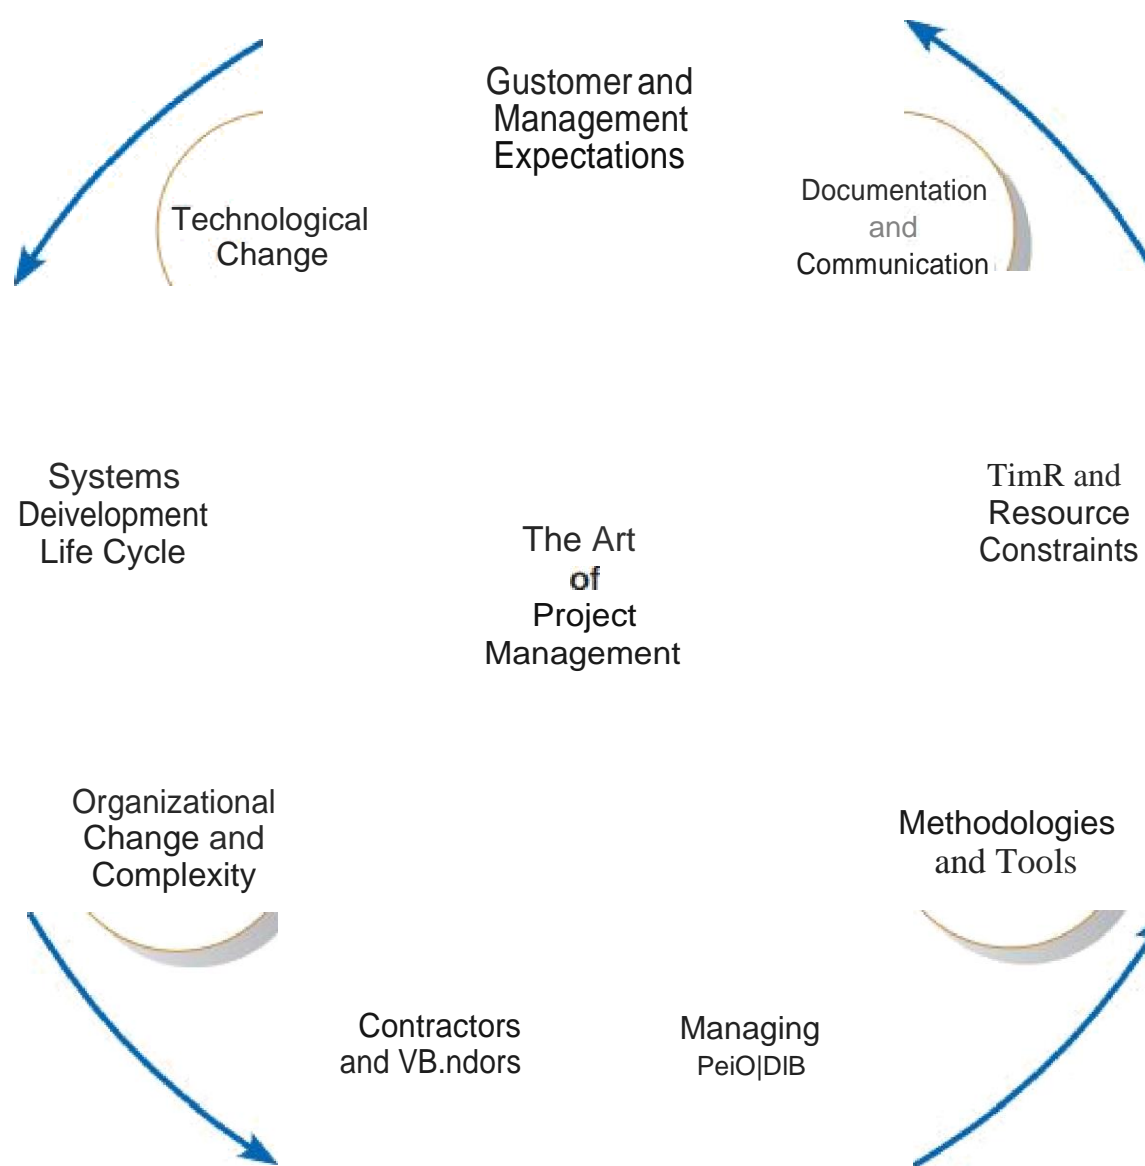 Gustomer and
Management
Expectations
Technological
Change
Documentation
and
Communication
Systems
Deivelopment
Life Cycle
TimR and
Resource
Constraints
The Art
of
Project
Management
Organizational
Change and
Complexity
Methodologies
and Tools
Contractors
and VB.ndors
Managing
PeiO|DlB